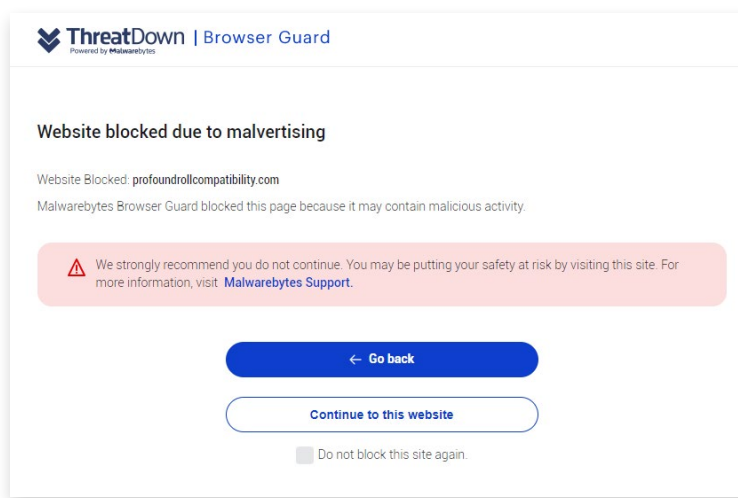 ThreatDown | Browser Guard
Powered by Malwarebytes
Website blocked due to malvertising
Website Blocked: profoundrollcompatibility.com
Malwarebytes Browser Guard blocked this page because it may contain malicious activity.
We strongly recommend you do not continue. You may be putting your safety at risk by visiting this site. For
more information, visit Malwarebytes Support.
← Go back
Continue to this website
Do not block this site again.